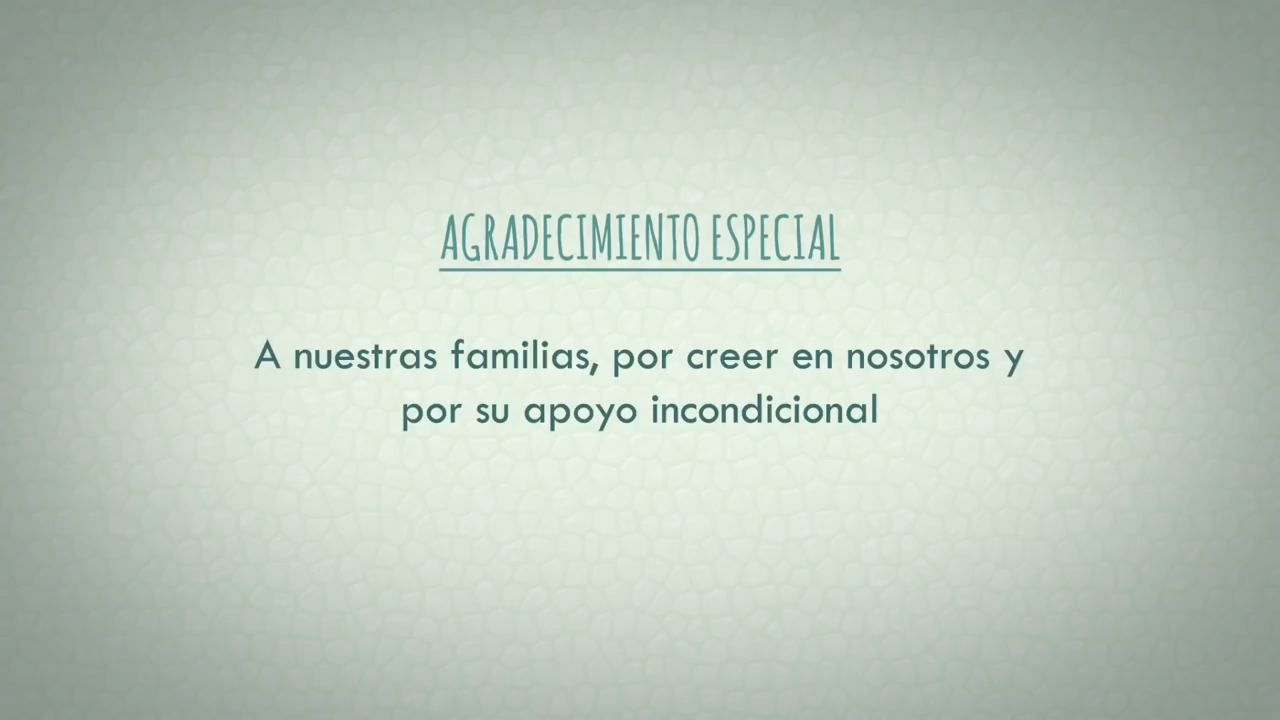 AGRADECIMIENTO ESPECIAL
A nuestras familias, por creer en nosotros y
por su apoyo incondicional